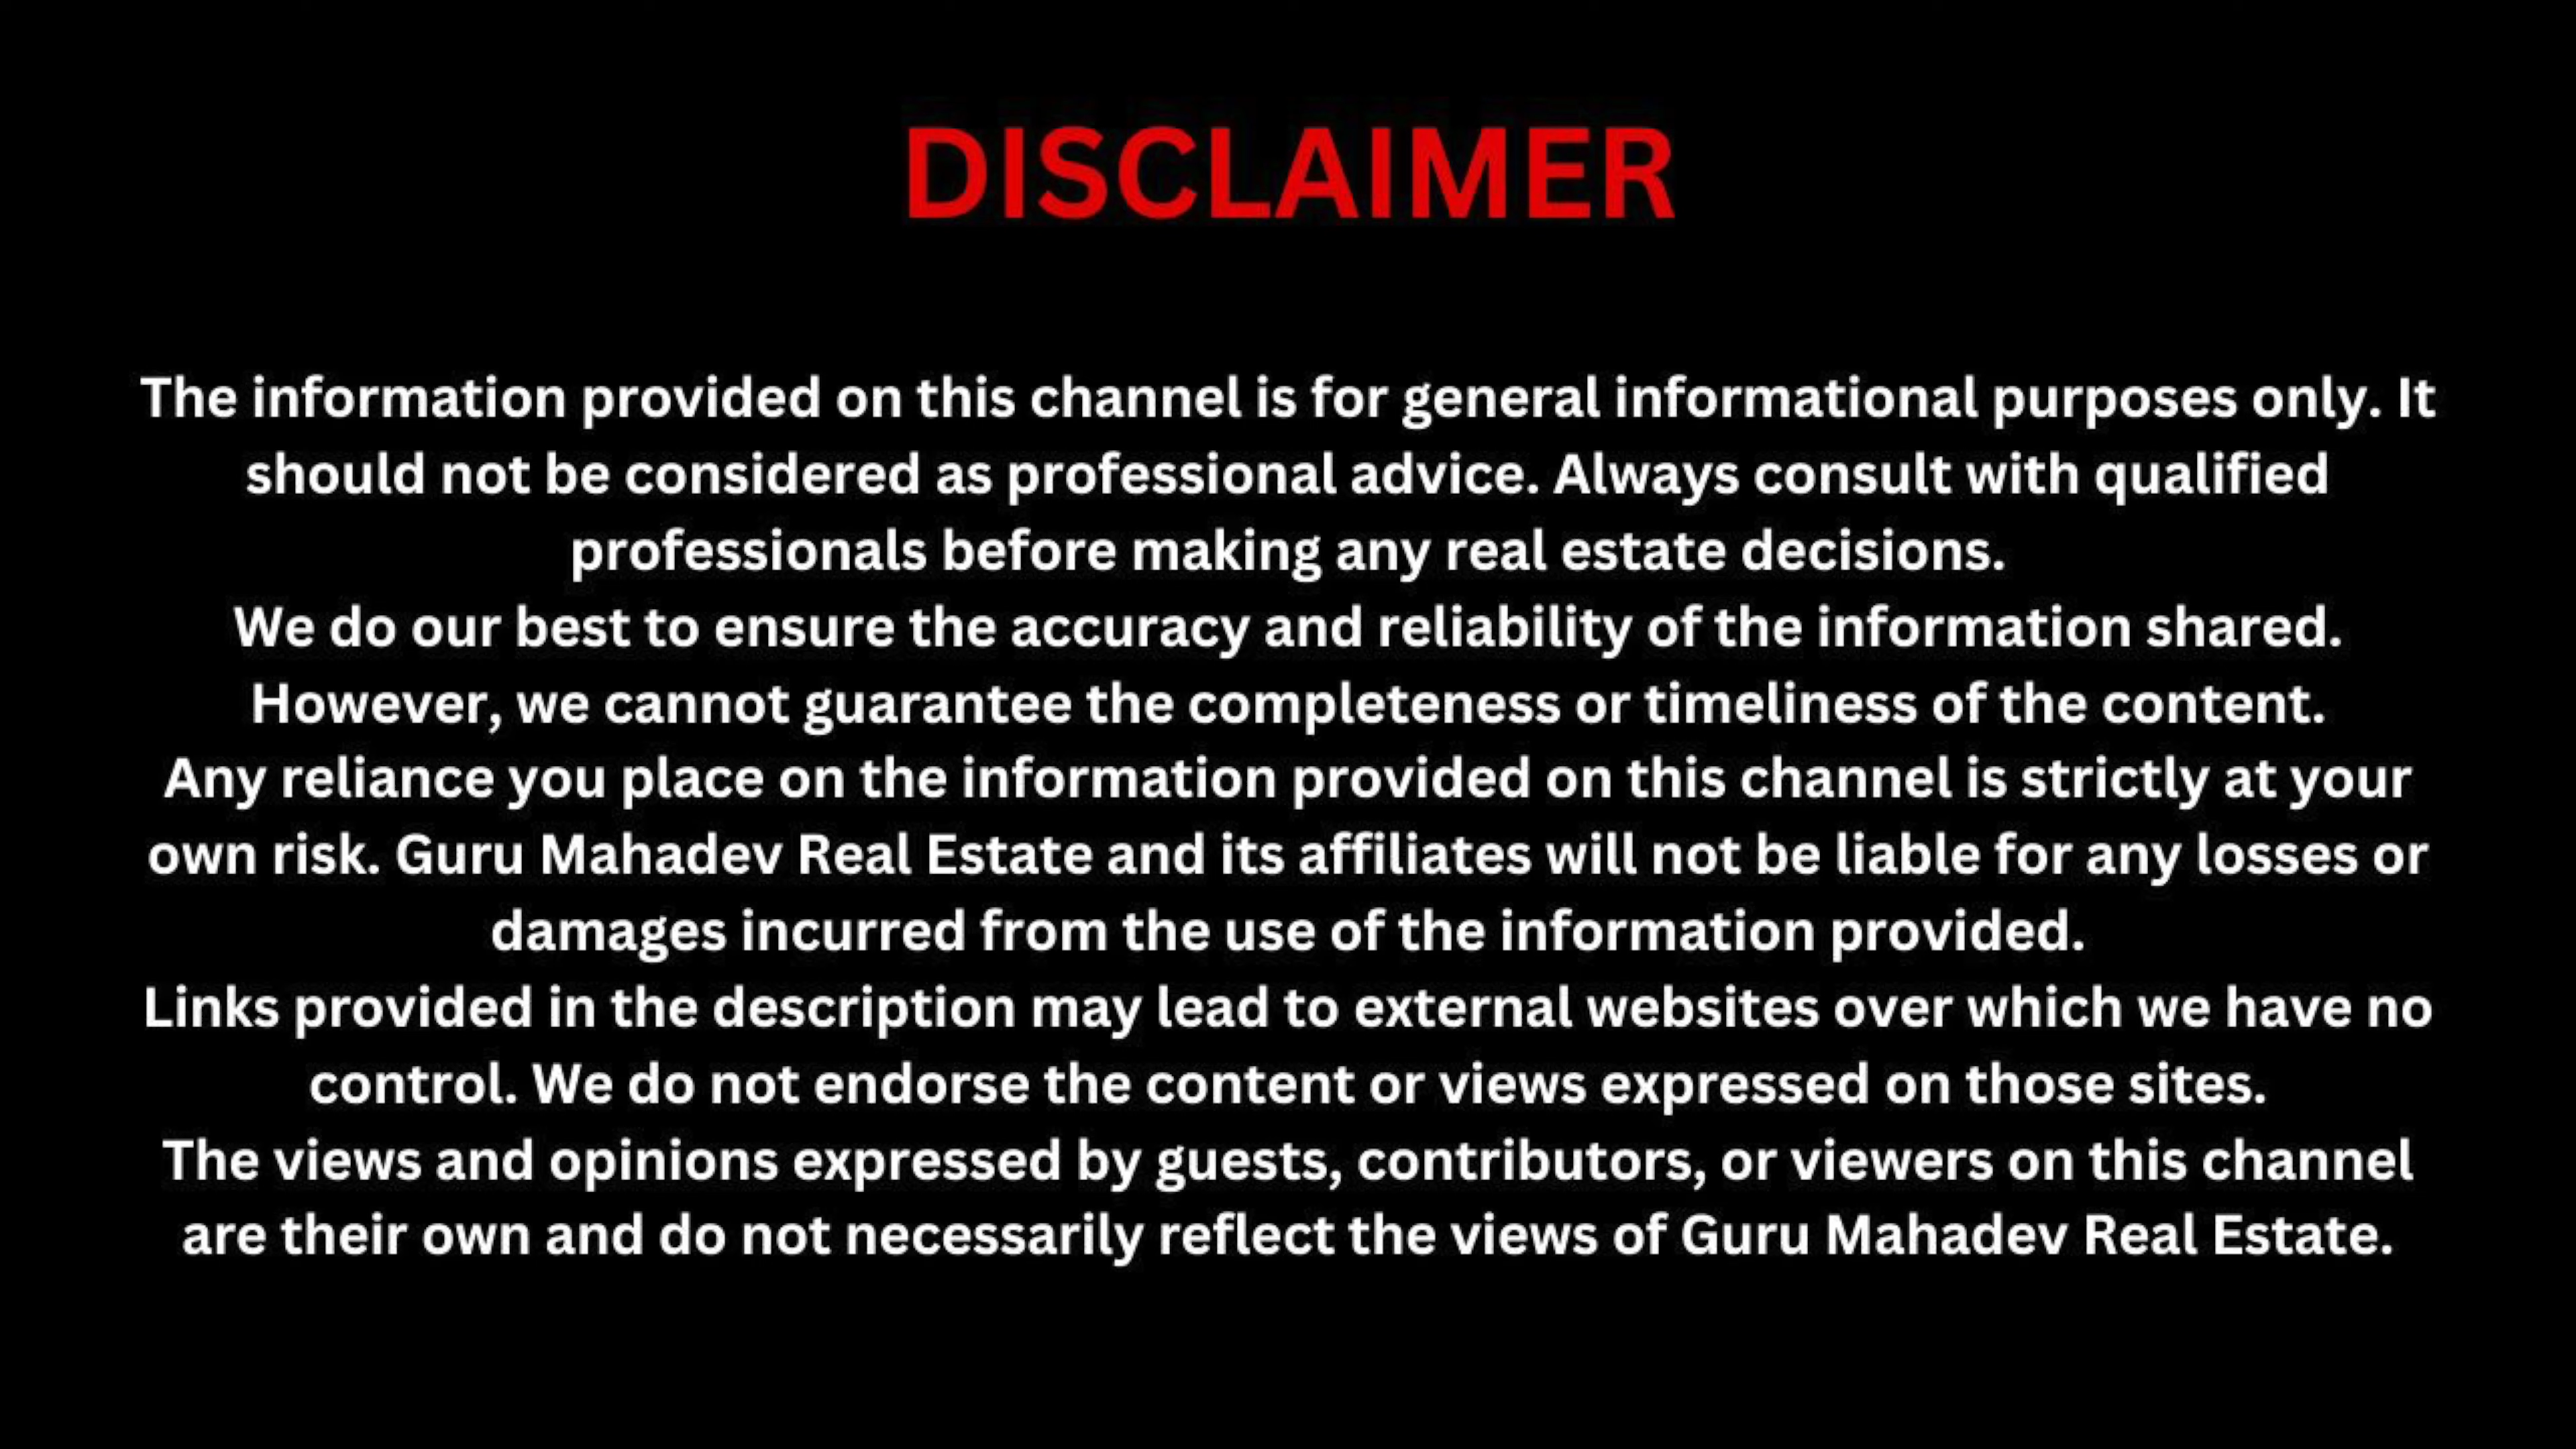 DISCLAIMER
The information provided on this channel is for general informational purposes only. It
should not be considered as professional advice. Always consult with qualified
professionals before making any real estate decisions.
We do our best to ensure the accuracy and reliability of the information shared.
However, we cannot guarantee the completeness or timeliness of the content.
Any reliance you place on the information provided on this channel is strictly at your
own risk. Guru Mahadev Real Estate and its affiliates will not be liable for any losses or
damages incurred from the use of the information provided.
Links provided in the description may lead to external websites over which we have no
control. We do not endorse the content or views expressed on those sites.
The views and opinions expressed by guests, contributors, or viewers on this channel
are their own and do not necessarily reflect the views of Guru Mahadev Real Estate.